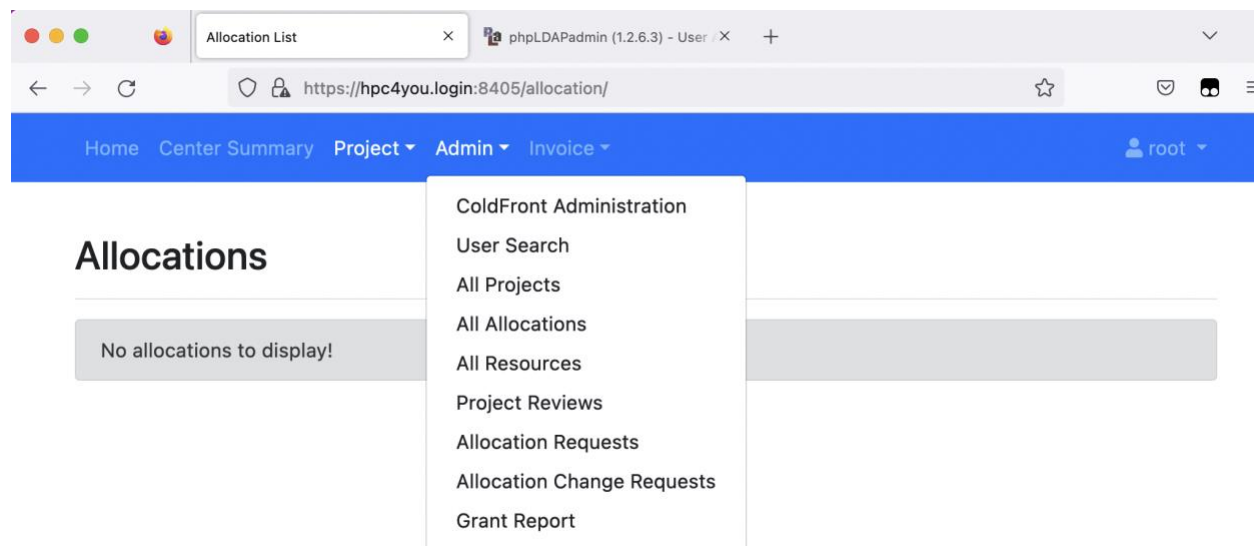 Allocation List
phpLDAPadmin (1.2.6.3) - User
https://hpc4you.login:8405/allocation/
Home Center Summary Project Admin Invoice root
ColdFront Administration
User Search
Allocations
All Projects
All Allocations
No allocations to display!
All Resources
Project Reviews
Allocation Requests
Allocation Change Requests
Grant Report